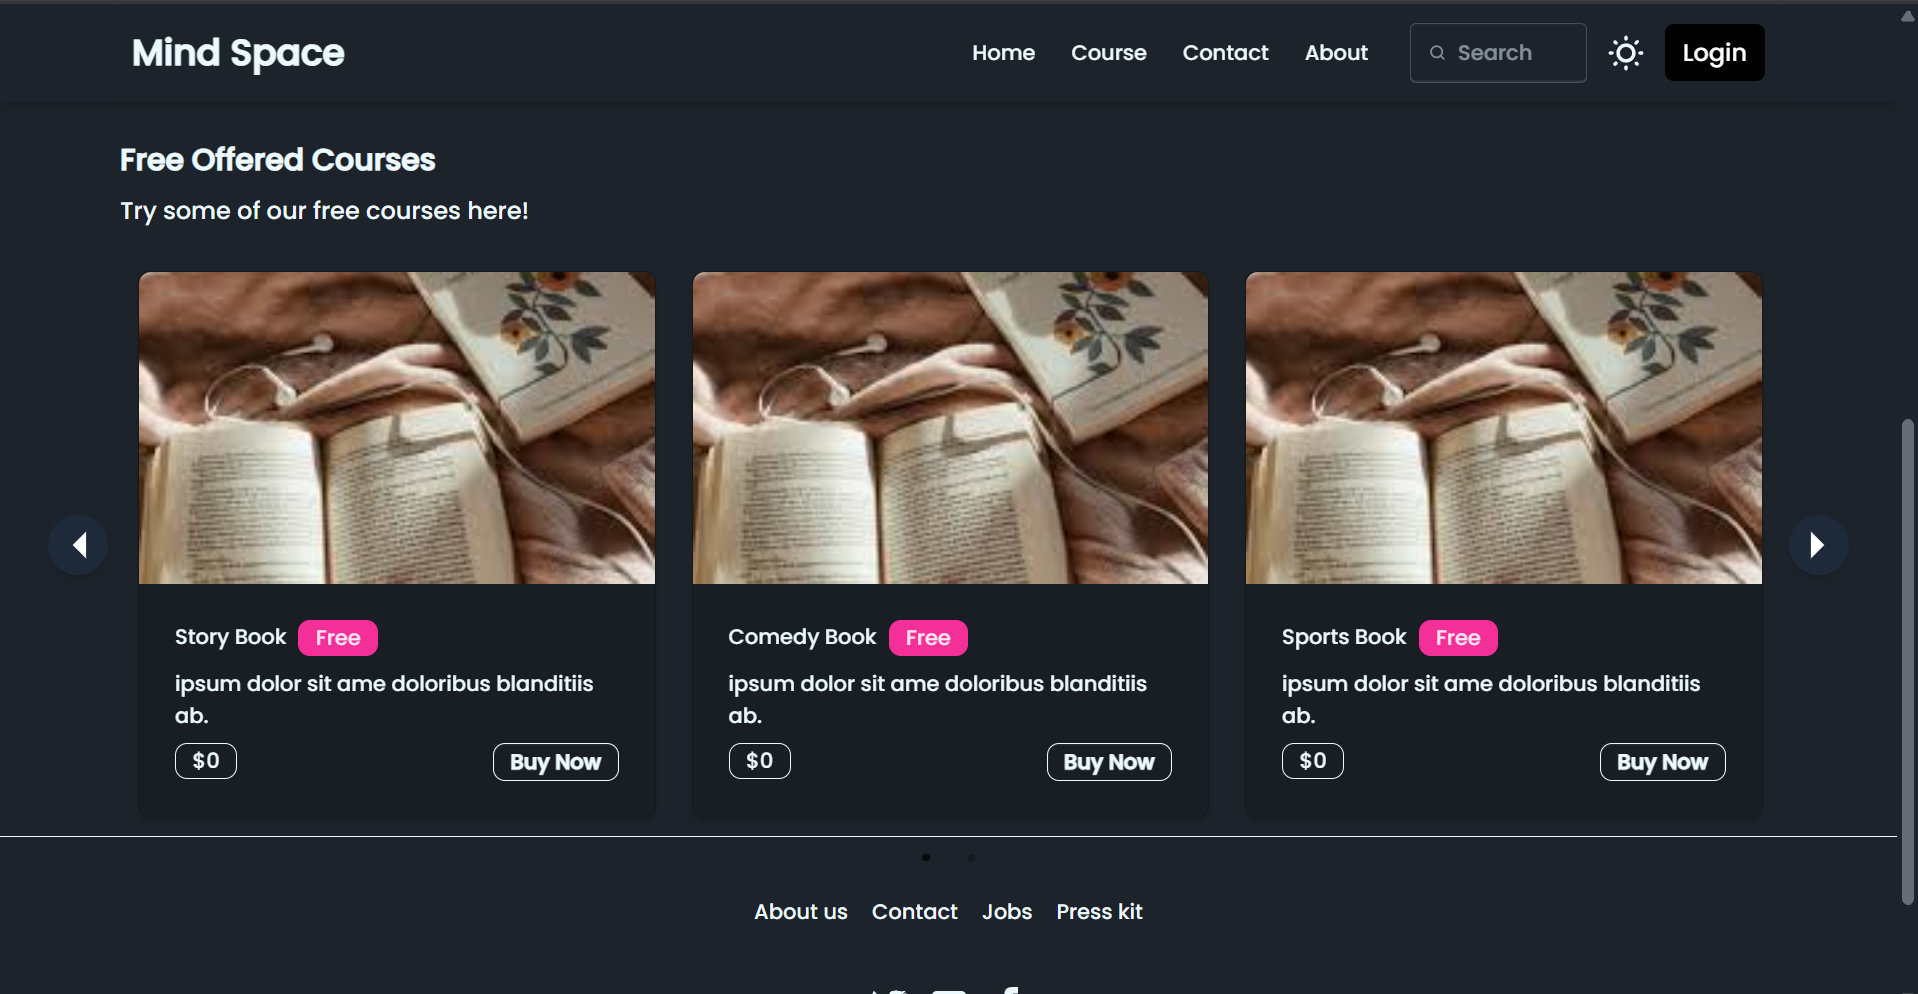 Mind Space
Home Course Contact About Search Login
Free Offered Courses
Try some of our free courses here!
Story Book Free
ipsum dolor sit ame doloribus blanditiis
ab.
$0 Buy Now
Comedy Book Free
ipsum dolor sit ame doloribus blanditiis
ab.
$0 Buy Now
Sports Book Free
ipsum dolor sit ame doloribus blanditiis
ab.
$0 Buy Now
About us Contact Jobs Press kit